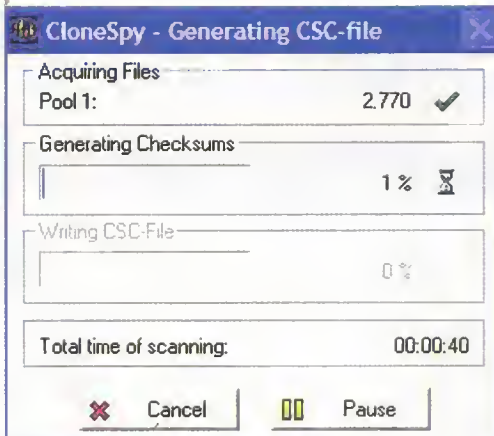 CloneSpy - Generating CSC-file
Acquiring Files
Pool 1: 2.770
Generating Checksums
1 %
Writing CSC-File
0 %
Total time of scanning: 00:00:40
Cancel Pause